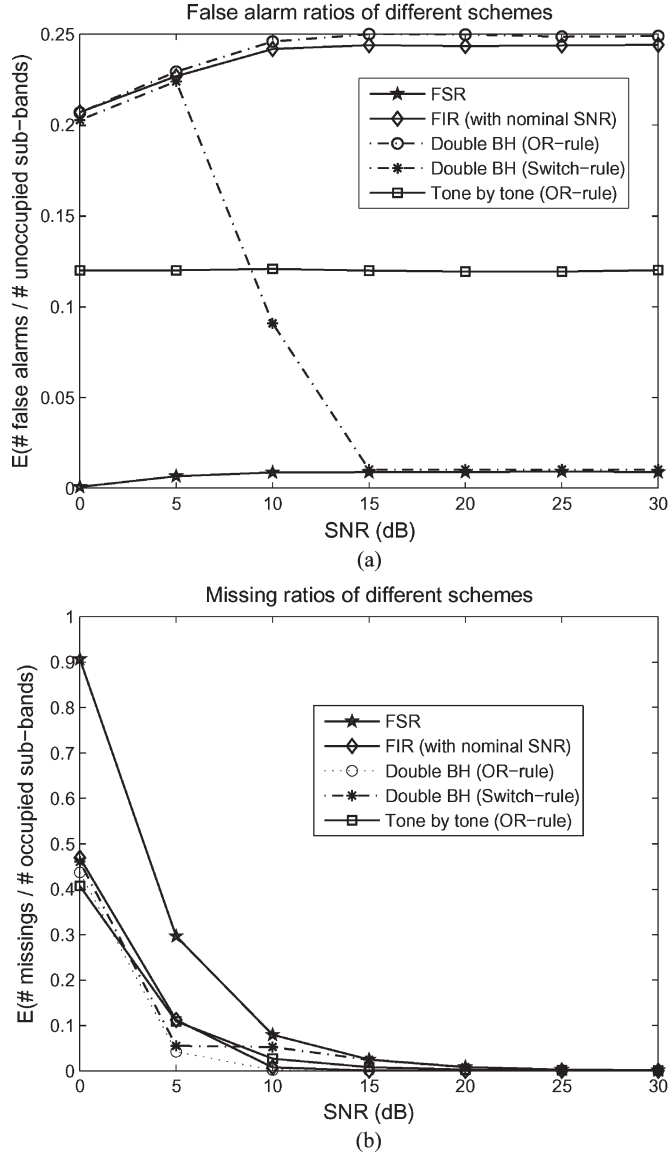 False alarm ratios of different schemes
E(# false alarms / # unoccupied sub-bands)
0.25
0.2
0.15
0.1
0.05
0
FSR
FIR (with nominal SNR)
Double BH (OR-rule)
Double BH (Switch-rule)
Tone by tone (OR-rule)
0 5 10 15 20 25 30
SNR (dB)
(a)
Missing ratios of different schemes
E(# missings / # occupied sub-bands)
1
0.9
0.8
0.7
0.6
0.5
0.4
0.3
0.2
0.1
0
FSR
FIR (with nominal SNR)
Double BH (OR-rule)
Double BH (Switch-rule)
Tone by tone (OR-rule)
0 5 10 15 20 25 30
SNR (dB)
(b)